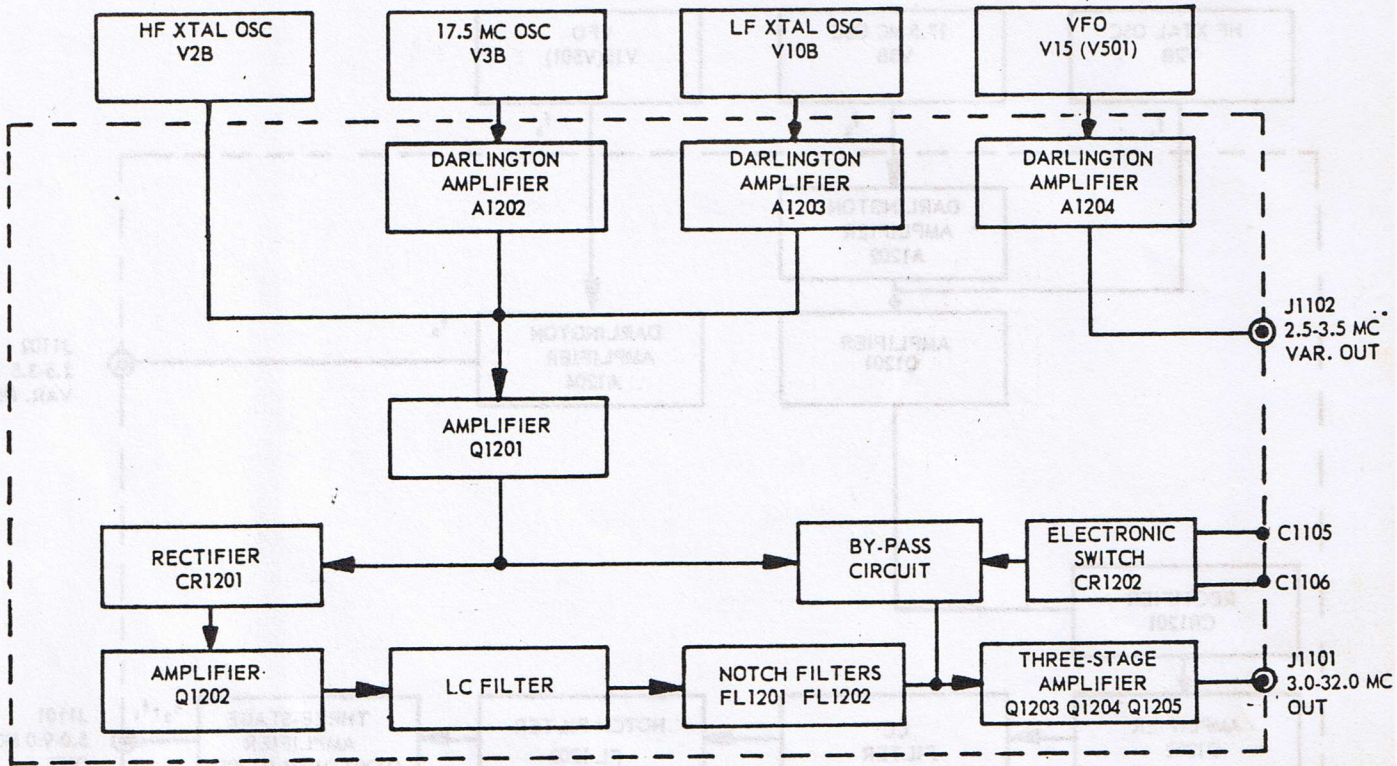 HF XTAL OSC
V2B
17.5 MC OSC
V3B
LF XTAL OSC
V10B
VFO
V15 (V501)
DARLINGTON
AMPLIFIER
A1202
DARLINGTON
AMPLIFIER
A1203
DARLINGTON
AMPLIFIER
A1204
J1102
2.5-3.5 MC
VAR. OUT
AMPLIFIER
Q1201
RECTIFIER
CR1201
BY-PASS
CIRCUIT
ELECTRONIC
SWITCH
CR1202
C1105
C1106
AMPLIFIER
Q1202
LC FILTER
NOTCH FILTERS
FL1201 FL1202
THREE-STAGE
AMPLIFIER
Q1203 Q1204 Q1205
J1101
3.0-32.0 MC
OUT